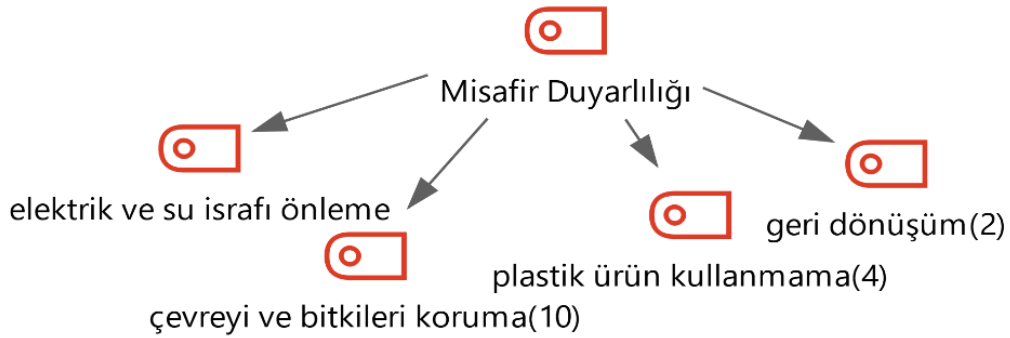 Misafir Duyarlılığı
elektrik ve su israfı önleme
geri dönüşüm(2)
plastik ürün kullanmama(4)
çevreyi ve bitkileri koruma(10)